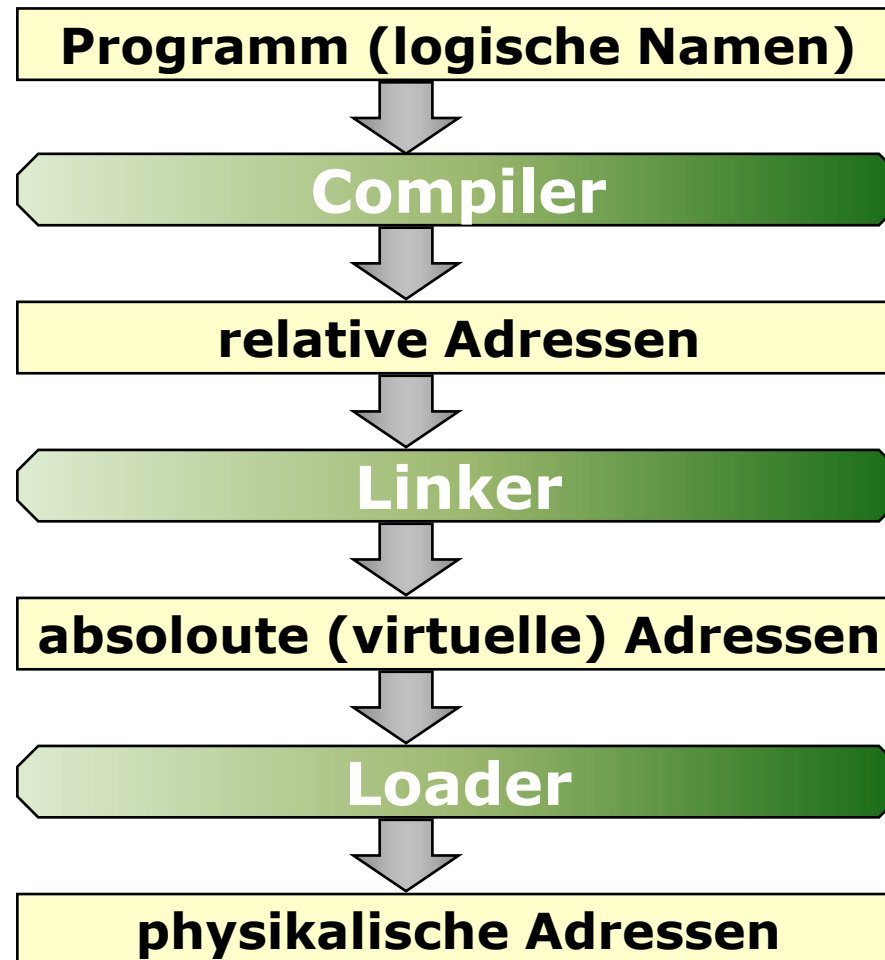 Programm (logische Namen)
Compiler
relative Adressen
Linker
absoloute (virtuelle) Adressen
Loader
physikalische Adressen